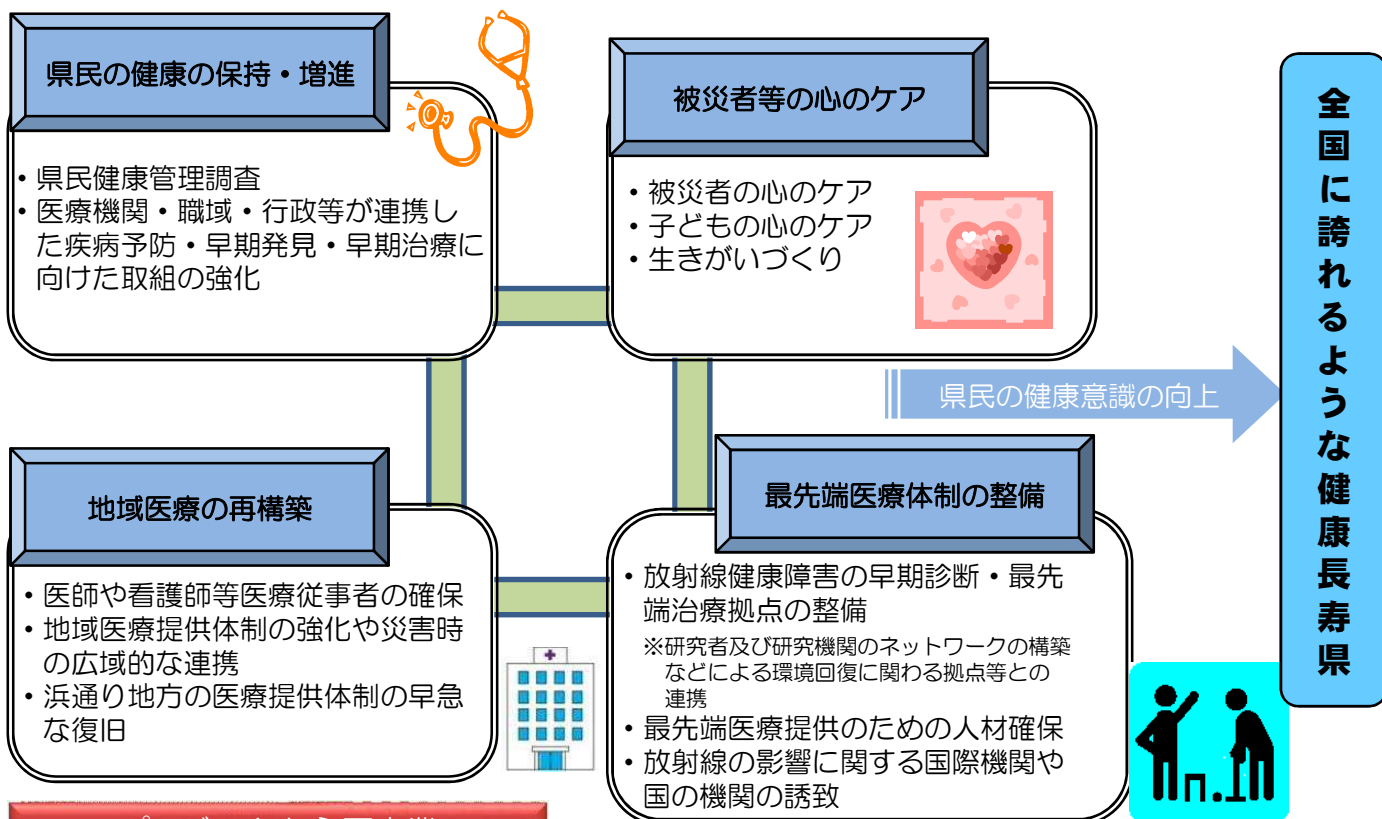 県民の健康の保持・増進
・県民健康管理調査
・医療機関・職域・行政等が連携し
た疾病予防・早期発見・早期治療に
向けた取組の強化
被災者等の心のケア
・被災者の心のケア
・子どもの心のケア
・生きがいづくり
県民の健康意識の向上
全国に誇れるような健康長寿県
地域医療の再構築
・医師や看護師等医療従事者の確保
・地域医療提供体制の強化や災害時
の広域的な連携
・浜通り地方の医療提供体制の早急
な復旧
最先端医療体制の整備
・放射線健康障害の早期診断・最先
端治療拠点の整備
※研究者及び研究機関のネットワークの構築
などによる環境回復に関わる拠点等との
連携
・最先端医療提供のための人材確保
・放射線の影響に関する国際機関や
国の機関の誘致